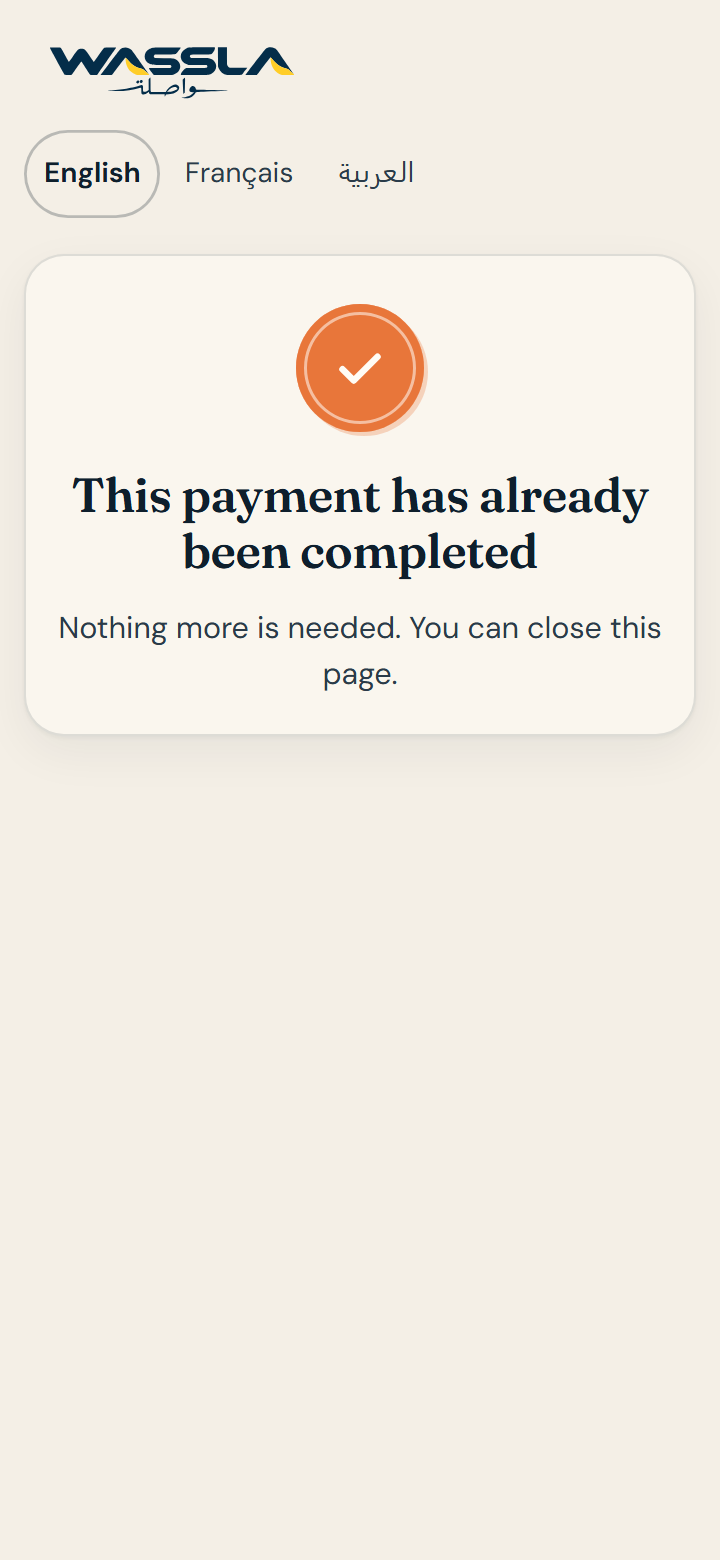 WASSLA
واصلة
English
Français
العربية
This payment has already
been completed
Nothing more is needed. You can close this
page.